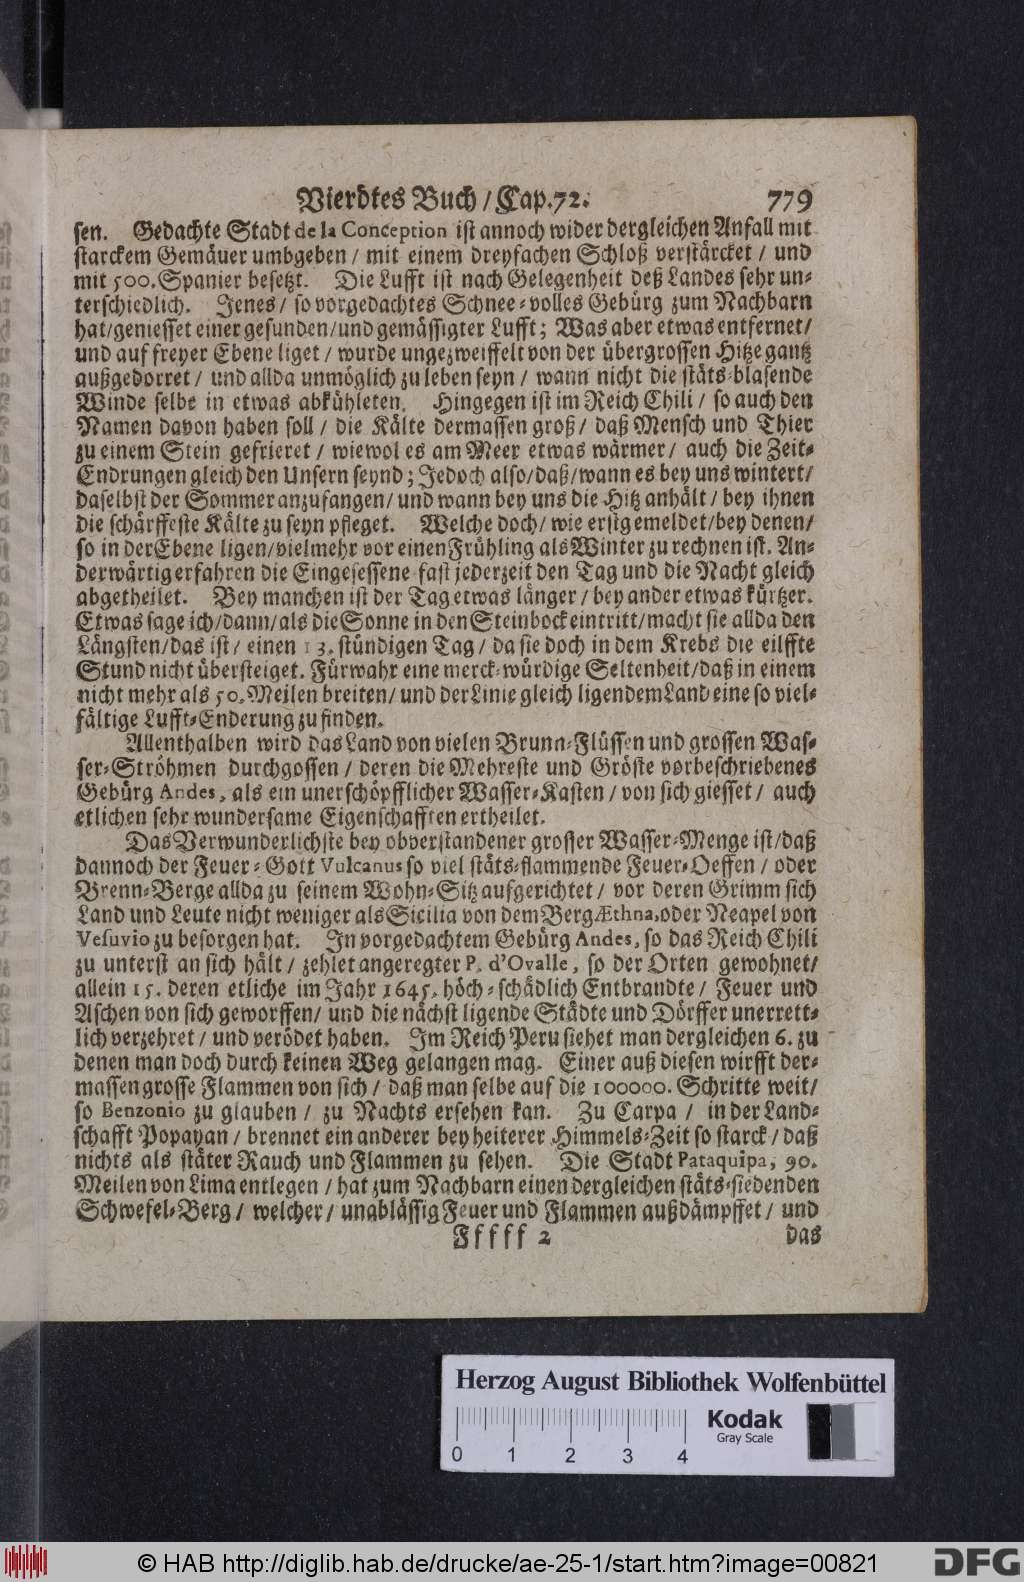 Vierdtes Buch / Cap. 72. 779
sen. Gedachte Stadt de la Conception ist annoch wider dergleichen Anfall mit
starckem Gemäuer umbgeben / mit einem dreyfachen Schloß verstärcket / und
mit 500. Spanier besetzt. Die Lufft ist nach Gelegenheit deß Landes sehr un-
terschiedlich. Jenes / so vorgedachtes Schnee-volles Gebürg zum Nachbarn
hat / geniesset einer gesunden / und gemässigter Lufft; Was aber etwas entfernet /
und auf freyer Ebene liget / wurde ungezweiffelt von der übergrossen Hitze gantz
außgedorret / und allda unmöglich zu leben seyn / wann nicht die stäts-blasende
Winde selbe in etwas abkühleten. Hingegen ist im Reich Chili / so auch den
Namen davon haben soll / die Kälte dermassen groß / daß Mensch und Thier
zu einem Stein gefrieret / wiewol es am Meer etwas wärmer / auch die Zeit-
Endrungen gleich den Unsern seynd; Jedoch also / daß / wann es bey uns wintert /
daselbst der Sommer anzufangen / und wann bey uns die Hitz anhält / bey ihnen
die schärffeste Kälte zu seyn pfleget. Welche doch / wie erst gemeldet / bey denen /
so in der Ebene ligen / vielmehr vor einen Frühling als Winter zu rechnen ist. An-
derwärtig erfahren die Eingesessene fast jederzeit den Tag und die Nacht gleich
abgetheilet. Bey manchen ist der Tag etwas länger / bey ander etwas kürtzer.
Etwas sage ich / dann / als die Sonne in den Steinbock eintritt / macht sie allda den
Längsten / das ist / einen 13. stündigen Tag / da sie doch in dem Krebs die eilffte
Stund nicht übersteiget. Fürwahr eine merck-würdige Seltenheit / daß in einem
nicht mehr als 50. Meilen breiten / und der Linie gleich ligendem Land eine so viel-
fältige Lufft-Enderung zu finden.
Allenthalben wird das Land von vielen Brunn-Flüssen und grossen Was-
ser-Ströhmen durchgossen / deren die Mehreste und Gröste vorbeschriebenes
Gebürg Andes, als ein unerschöpfflicher Wasser-Kasten / von sich giesset / auch
etlichen sehr wundersame Eigenschafften ertheilet.
Das Verwunderlichste bey obverstandener grosser Wasser-Menge ist / daß
dannoch der Feuer-Gott Vulcanus so viel stäts-flammende Feuer-Oeffen / oder
Brenn-Berge allda zu seinem Wohn-Sitz aufgerichtet / vor deren Grimm sich
Land und Leute nicht weniger als Sicilia von dem Berg Æthna, oder Neapel von
Vesuvio zu besorgen hat. In vorgedachtem Gebürg Andes, so das Reich Chili
zu unterst an sich hält / zehlet angeregter P. d'Ovalle, so der Orten gewohnet /
allein 15. deren etliche im Jahr 1645. höch-schädlich Entbrandte / Feuer und
Aschen von sich geworffen / und die nächst ligende Städte und Dörffer unerrett-
lich verzehret / und verödet haben. Im Reich Peru siehet man dergleichen 6. zu
denen man doch durch keinen Weg gelangen mag. Einer auß diesen wirfft der-
massen grosse Flammen von sich / daß man selbe auf die 100000. Schritte weit /
so Benzonio zu glauben / zu Nachts ersehen kan. Zu Carpa / in der Land-
schafft Popayan / brennet ein anderer bey heiterer Himmels-Zeit so starck / daß
nichts als stäter Rauch und Flammen zu sehen. Die Stadt Pataquipa, 90.
Meilen von Lima entlegen / hat zum Nachbarn einen dergleichen stäts-siedenden
Schwefel-Berg / welcher / unablässig Feuer und Flammen außdämpffet / und
Fffff 2 das
Herzog August Bibliothek Wolfenbüttel
0 1 2 3 4
Kodak
Gray Scale
© HAB http://diglib.hab.de/drucke/ae-25-1/start.htm?image=00821
DFG